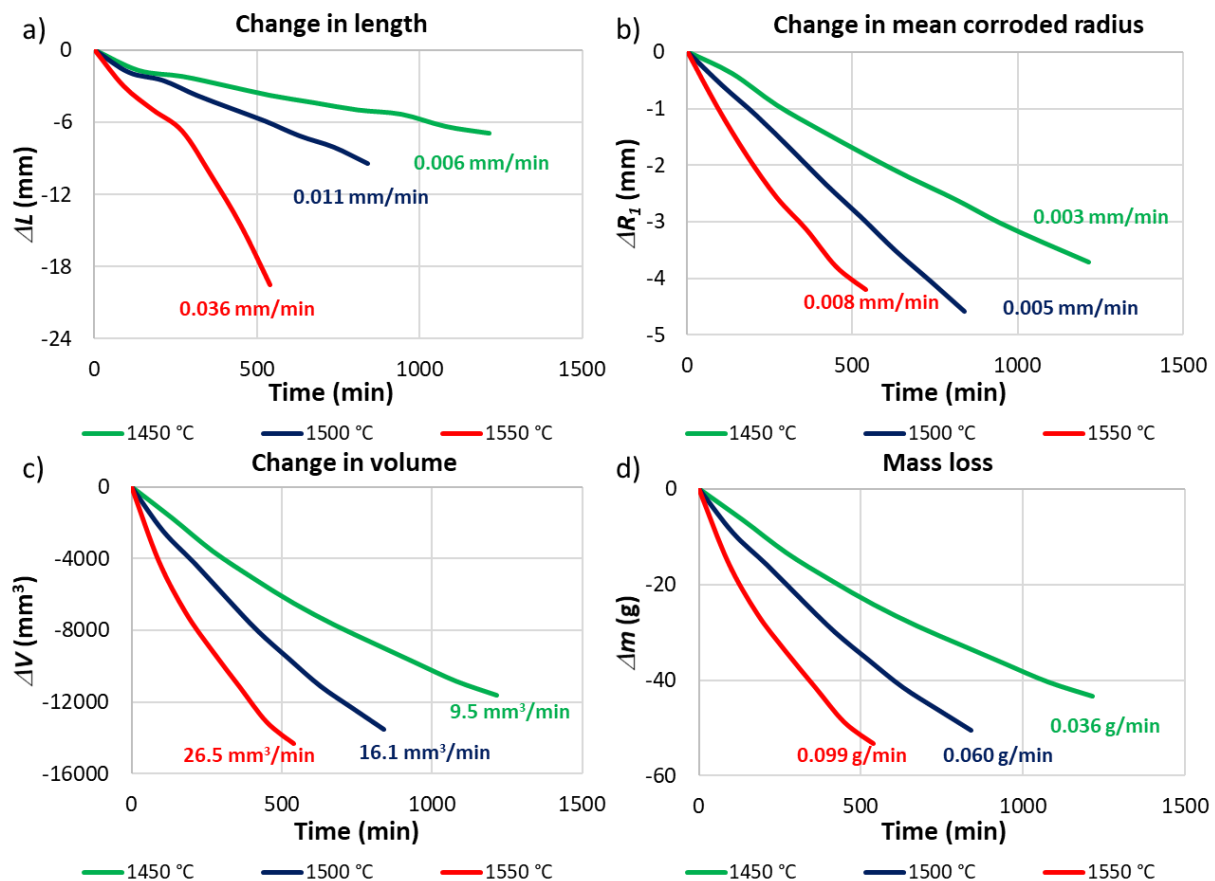 a)
Change in length
0
-6
-12
-18
-24
ΔL (mm)
0.006 mm/min
0.011 mm/min
0.036 mm/min
0
500
1000
1500
Time (min)
1450 °C
1500 °C
1550 °C
b)
Change in mean corroded radius
0
-1
-2
-3
-4
-5
ΔR₁ (mm)
0.003 mm/min
0.008 mm/min
0.005 mm/min
0
500
1000
1500
Time (min)
1450 °C
1500 °C
1550 °C
c)
Change in volume
0
-4000
-8000
-12000
-16000
ΔV (mm³)
9.5 mm³/min
26.5 mm³/min
16.1 mm³/min
0
500
1000
1500
Time (min)
1450 °C
1500 °C
1550 °C
d)
Mass loss
0
-20
-40
-60
Δm (g)
0.036 g/min
0.099 g/min
0.060 g/min
0
500
1000
1500
Time (min)
1450 °C
1500 °C
1550 °C